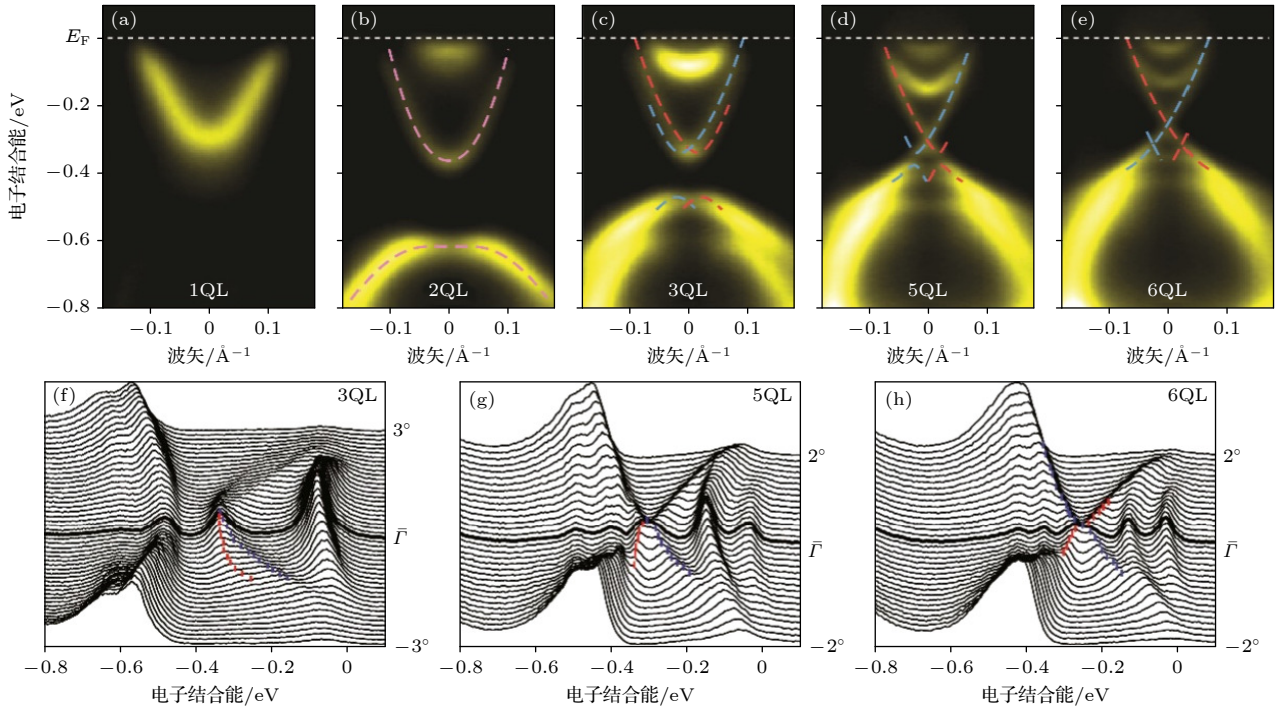 (a) (b) (c) (d) (e)
E_F
−0.2
−0.4
−0.6
−0.8
电子结合能/eV
1QL 2QL 3QL 5QL 6QL
−0.1 0 0.1 −0.1 0 0.1 −0.1 0 0.1 −0.1 0 0.1 −0.1 0 0.1
波矢/Å⁻¹ 波矢/Å⁻¹ 波矢/Å⁻¹ 波矢/Å⁻¹ 波矢/Å⁻¹
(f) 3QL (g) 5QL (h) 6QL
3° 2° 2°
Γ̄ Γ̄ Γ̄
−3° −2° −2°
−0.8 −0.6 −0.4 −0.2 0 −0.8 −0.6 −0.4 −0.2 0 −0.8 −0.6 −0.4 −0.2 0
电子结合能/eV 电子结合能/eV 电子结合能/eV